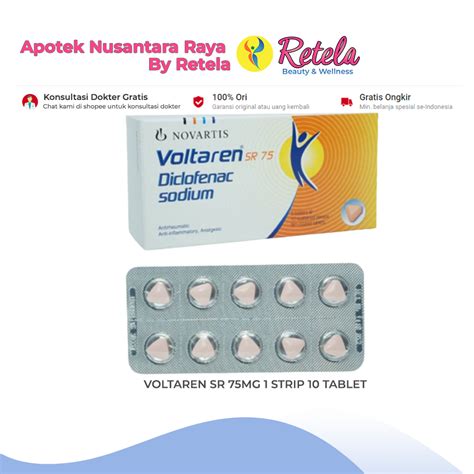 Apotek Nusantara Raya
By Retela
Retela
Beauty & Wellness
Konsultasi Dokter Gratis
Chat kami di shopee untuk konsultasi dokter
100% Ori
Garansi original atau uang kembali
Gratis Ongkir
Min. belanja spesial se-Indonesia
NOVARTIS
Voltaren® SR 75
Diclofenac
sodium
Antirheumatic
Anti-inflammatory, Analgesic
VOLTAREN SR 75MG 1 STRIP 10 TABLET